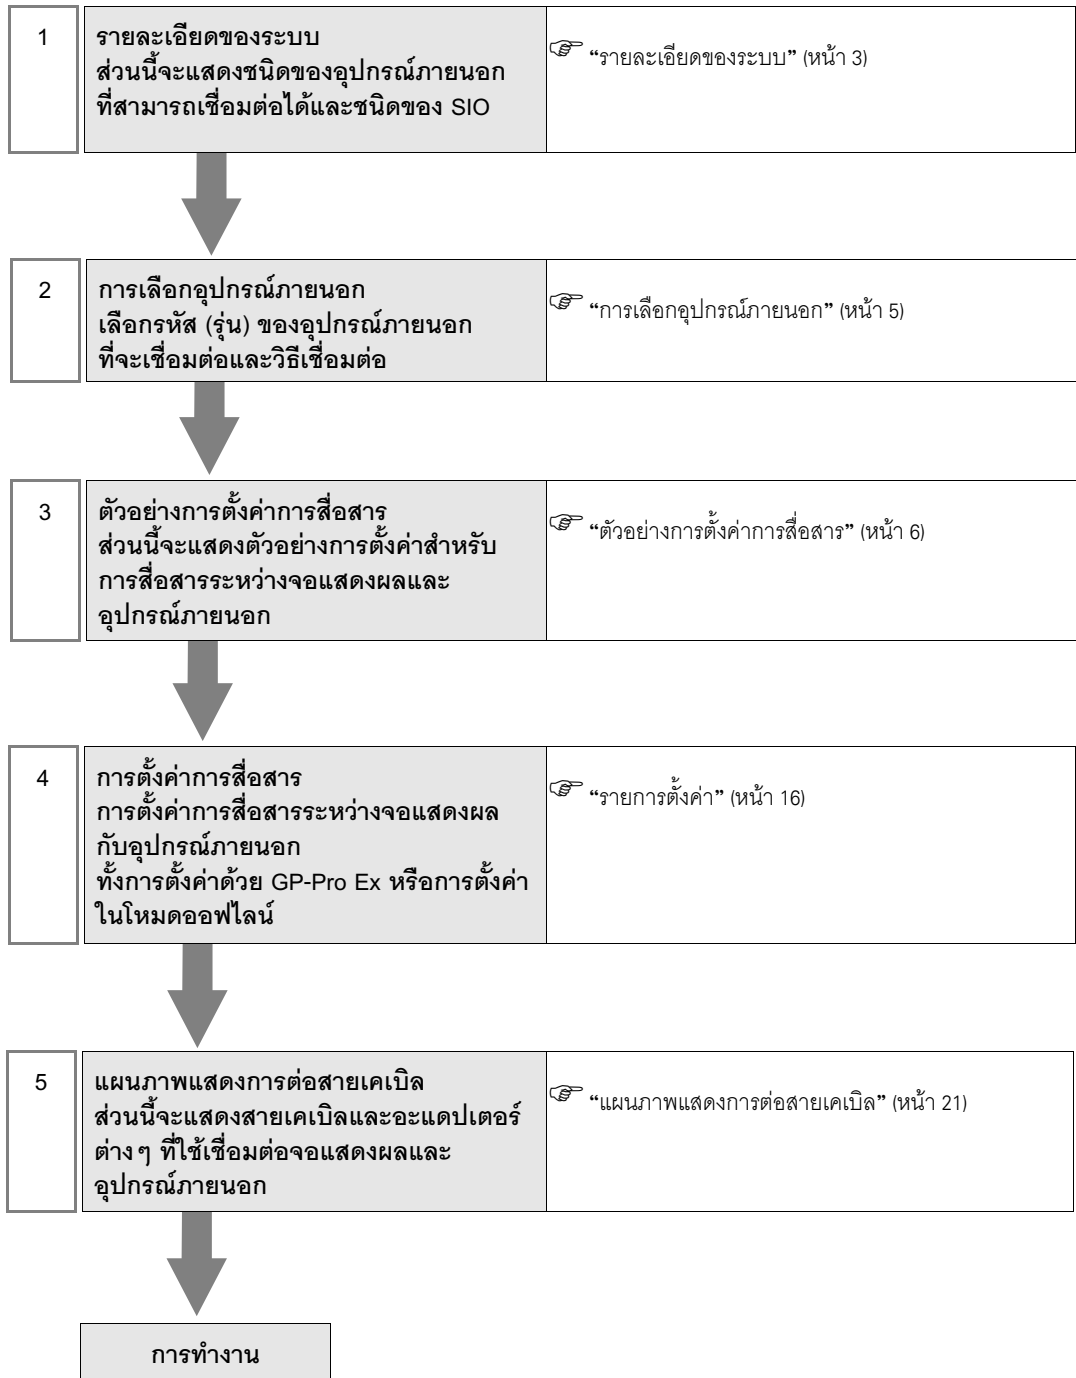 1
รายละเอียดของระบบ
ส่วนนี้จะแสดงชนิดของอุปกรณ์ภายนอก
ที่สามารถเชื่อมต่อได้และชนิดของ SIO
“รายละเอียดของระบบ” (หน้า 3)
2
การเลือกอุปกรณ์ภายนอก
เลือกรหัส (รุ่น) ของอุปกรณ์ภายนอก
ที่จะเชื่อมต่อและวิธีเชื่อมต่อ
“การเลือกอุปกรณ์ภายนอก” (หน้า 5)
3
ตัวอย่างการตั้งค่าการสื่อสาร
ส่วนนี้จะแสดงตัวอย่างการตั้งค่าสำหรับ
การสื่อสารระหว่างจอแสดงผลและ
อุปกรณ์ภายนอก
“ตัวอย่างการตั้งค่าการสื่อสาร” (หน้า 6)
4
การตั้งค่าการสื่อสาร
การตั้งค่าการสื่อสารระหว่างจอแสดงผล
กับอุปกรณ์ภายนอก
ทั้งการตั้งค่าด้วย GP-Pro Ex หรือการตั้งค่า
ในโหมดออฟไลน์
“รายการตั้งค่า” (หน้า 16)
5
แผนภาพแสดงการต่อสายเคเบิล
ส่วนนี้จะแสดงสายเคเบิลและอะแดปเตอร์
ต่าง ๆ ที่ใช้เชื่อมต่อจอแสดงผลและ
อุปกรณ์ภายนอก
“แผนภาพแสดงการต่อสายเคเบิล” (หน้า 21)
การทำงาน